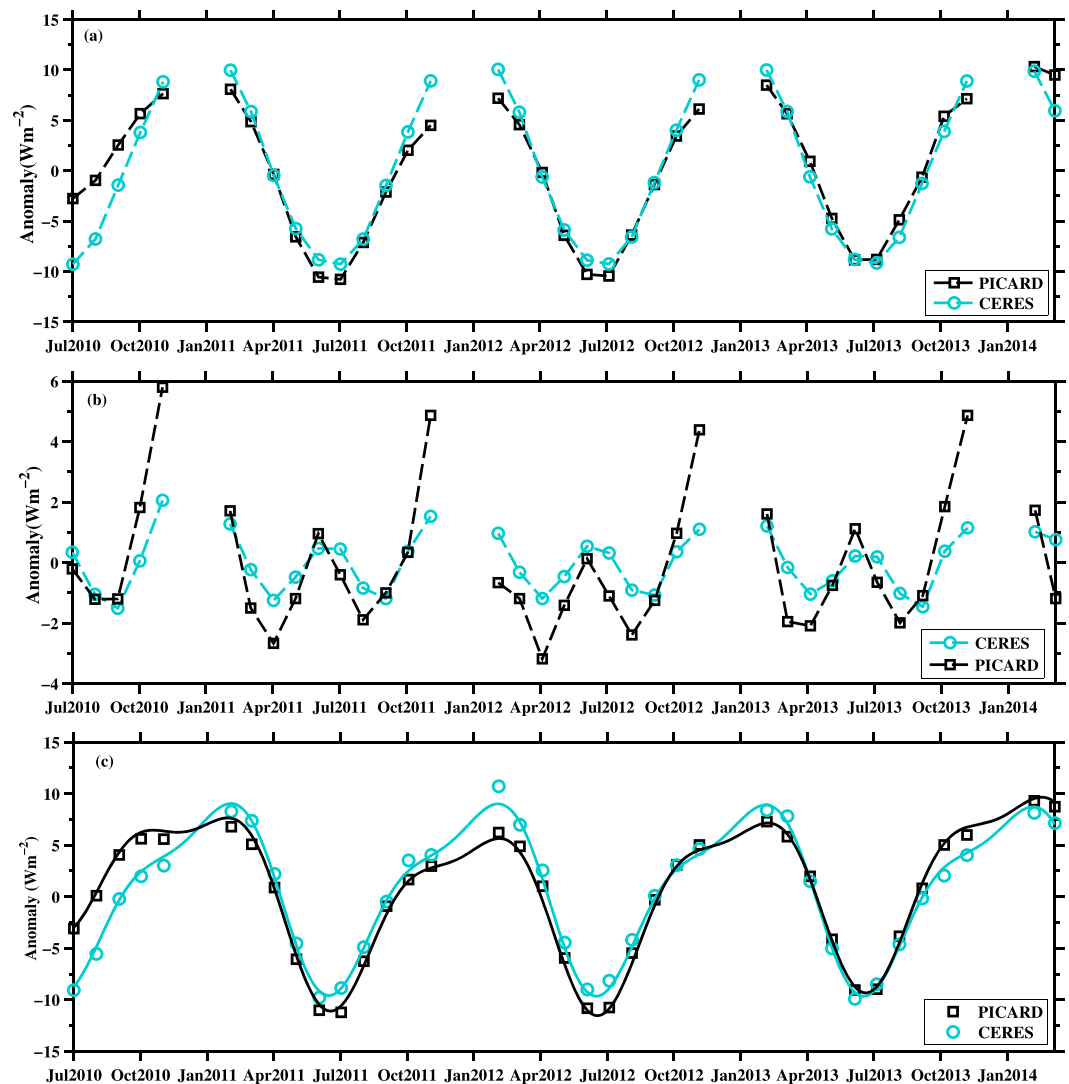 15
(a)
10
5
0
−5
−10
−15
Anomaly(Wm−2)
PICARD
CERES
Jul2010 Oct2010 Jan2011 Apr2011 Jul2011 Oct2011 Jan2012 Apr2012 Jul2012 Oct2012 Jan2013 Apr2013 Jul2013 Oct2013 Jan2014
6
(b)
4
2
0
−2
−4
Anomaly(Wm−2)
CERES
PICARD
Jul2010 Oct2010 Jan2011 Apr2011 Jul2011 Oct2011 Jan2012 Apr2012 Jul2012 Oct2012 Jan2013 Apr2013 Jul2013 Oct2013 Jan2014
15
(c)
10
5
0
−5
−10
−15
Anomaly (Wm−2)
PICARD
CERES
Jul2010 Oct2010 Jan2011 Apr2011 Jul2011 Oct2011 Jan2012 Apr2012 Jul2012 Oct2012 Jan2013 Apr2013 Jul2013 Oct2013 Jan2014